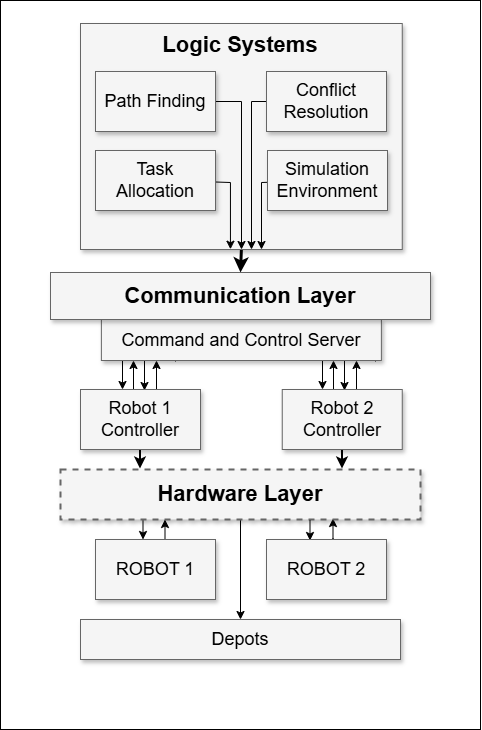 Logic Systems
Path Finding
Conflict
Resolution
Task
Allocation
Simulation
Environment
Communication Layer
Command and Control Server
Robot 1
Controller
Robot 2
Controller
Hardware Layer
ROBOT 1
ROBOT 2
Depots